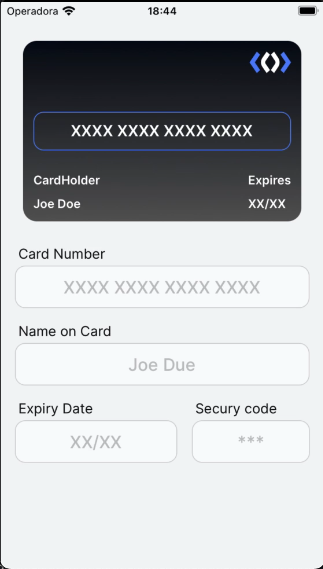 Operadora 18:44
XXXX XXXX XXXX XXXX
CardHolder Expires
Joe Doe XX/XX
Card Number
XXXX XXXX XXXX XXXX
Name on Card
Joe Due
Expiry Date Secury code
XX/XX ***